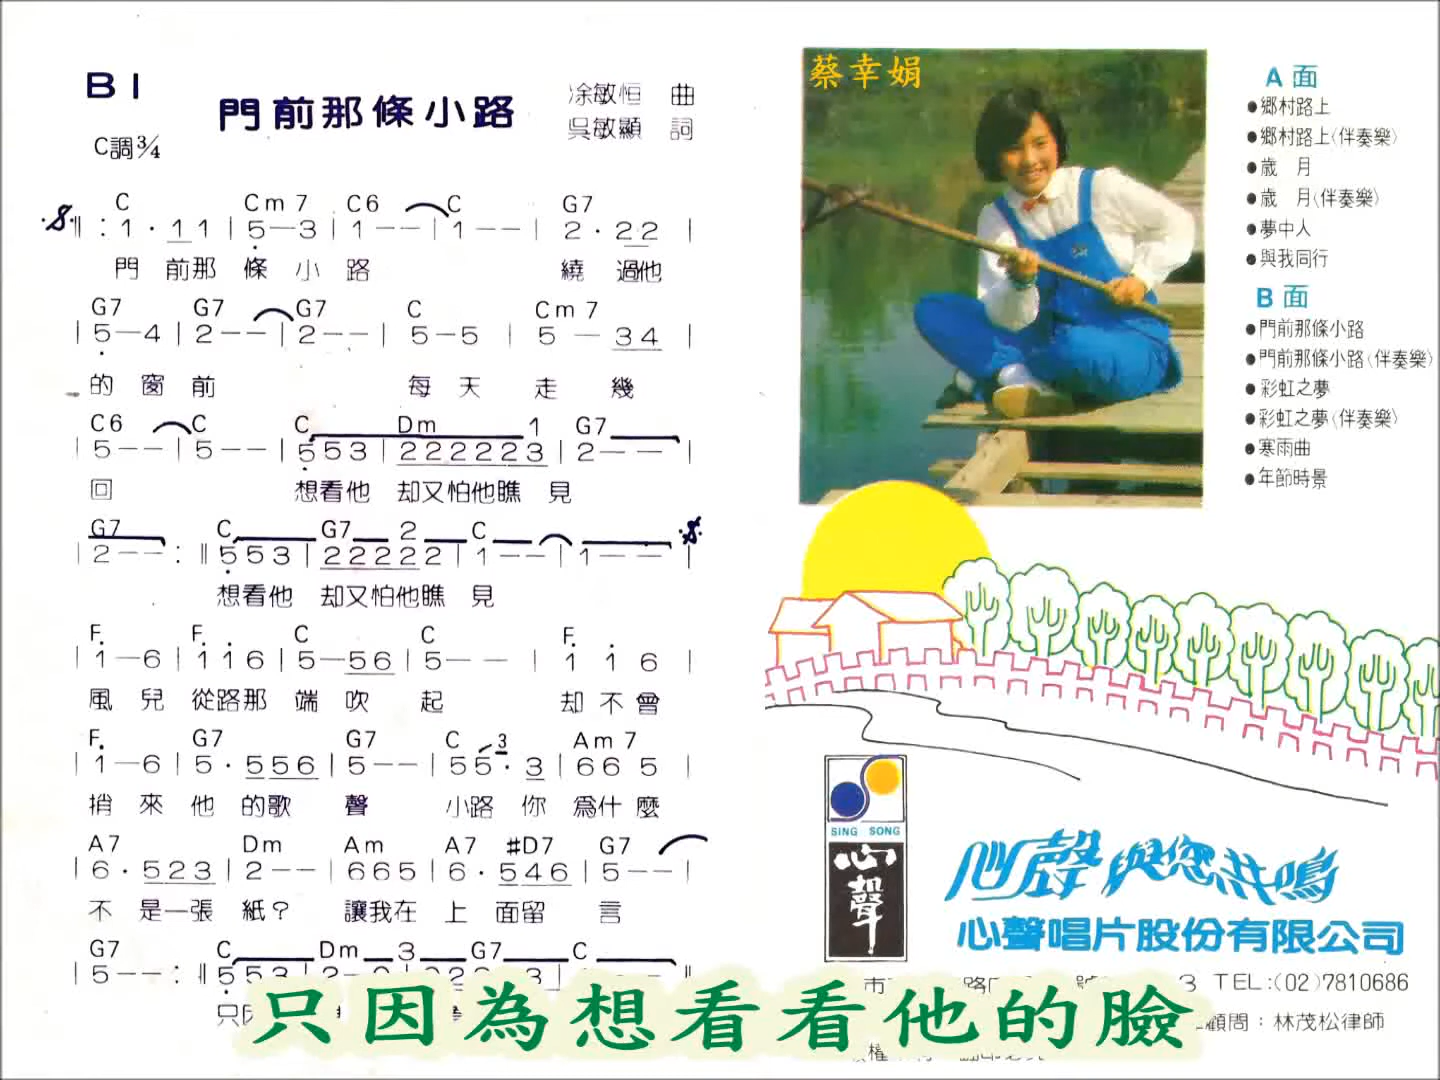 B1
門前那條小路
涂敏恒 曲
吳敏顯 詞
C調3/4
C Cm7 C6 C G7
1·11|5—3|1——|1——|2·22|
門 前那 條 小 路 繞 過他
G7 G7 G7 C Cm7
|5—4|2——|2——|5—5|5—34|
的 窗 前 每 天 走 幾
C6 C C Dm 1 G7
|5——|5——|553|222223|2——|
回 想看他 却又怕他瞧 見
G7 C G7 2 C
|2——:‖553|22222|1——|1——|
想看他 却又怕他瞧 見
F F C C F
|1—6|116|5—56|5——|116|
風 兒 從路那 端 吹 起 却不曾
F G7 G7 C 3 Am7
|1—6|5·556|5——|55·3|665|
捎 來 他 的歌 聲 小路 你 為什麼
A7 Dm Am A7 #D7 G7
|6·523|2——|665|6·546|5——|
不 是一張 紙? 讓我在 上 面留 言
G7 C Dm 3 G7 C
|5——:‖553|
只因為想看看他的臉
蔡幸娟
A面
●鄉村路上
●鄉村路上(伴奏樂)
●歲 月
●歲 月(伴奏樂)
●夢中人
●與我同行
B面
●門前那條小路
●門前那條小路(伴奏樂)
●彩虹之夢
●彩虹之夢(伴奏樂)
●寒雨曲
●年節時景
SING SONG
心聲
心聲與您共鳴
心聲唱片股份有限公司
TEL:(02)7810686
顧問:林茂松律師